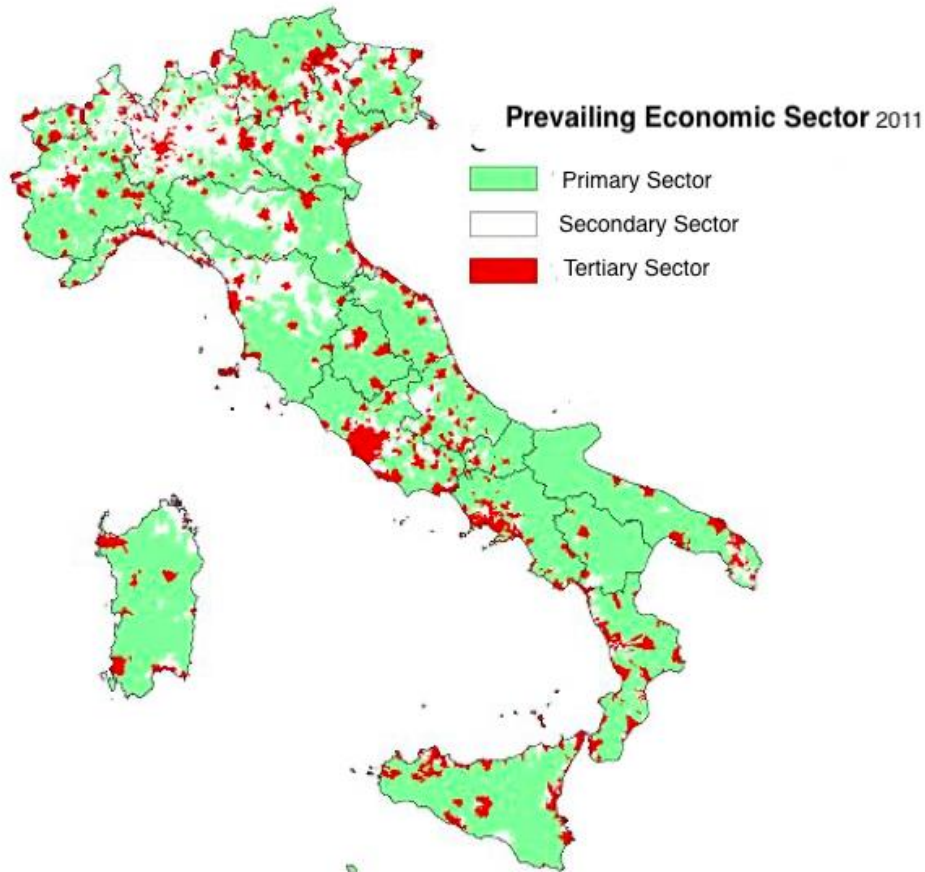 Prevailing Economic Sector 2011
Primary Sector
Secondary Sector
Tertiary Sector